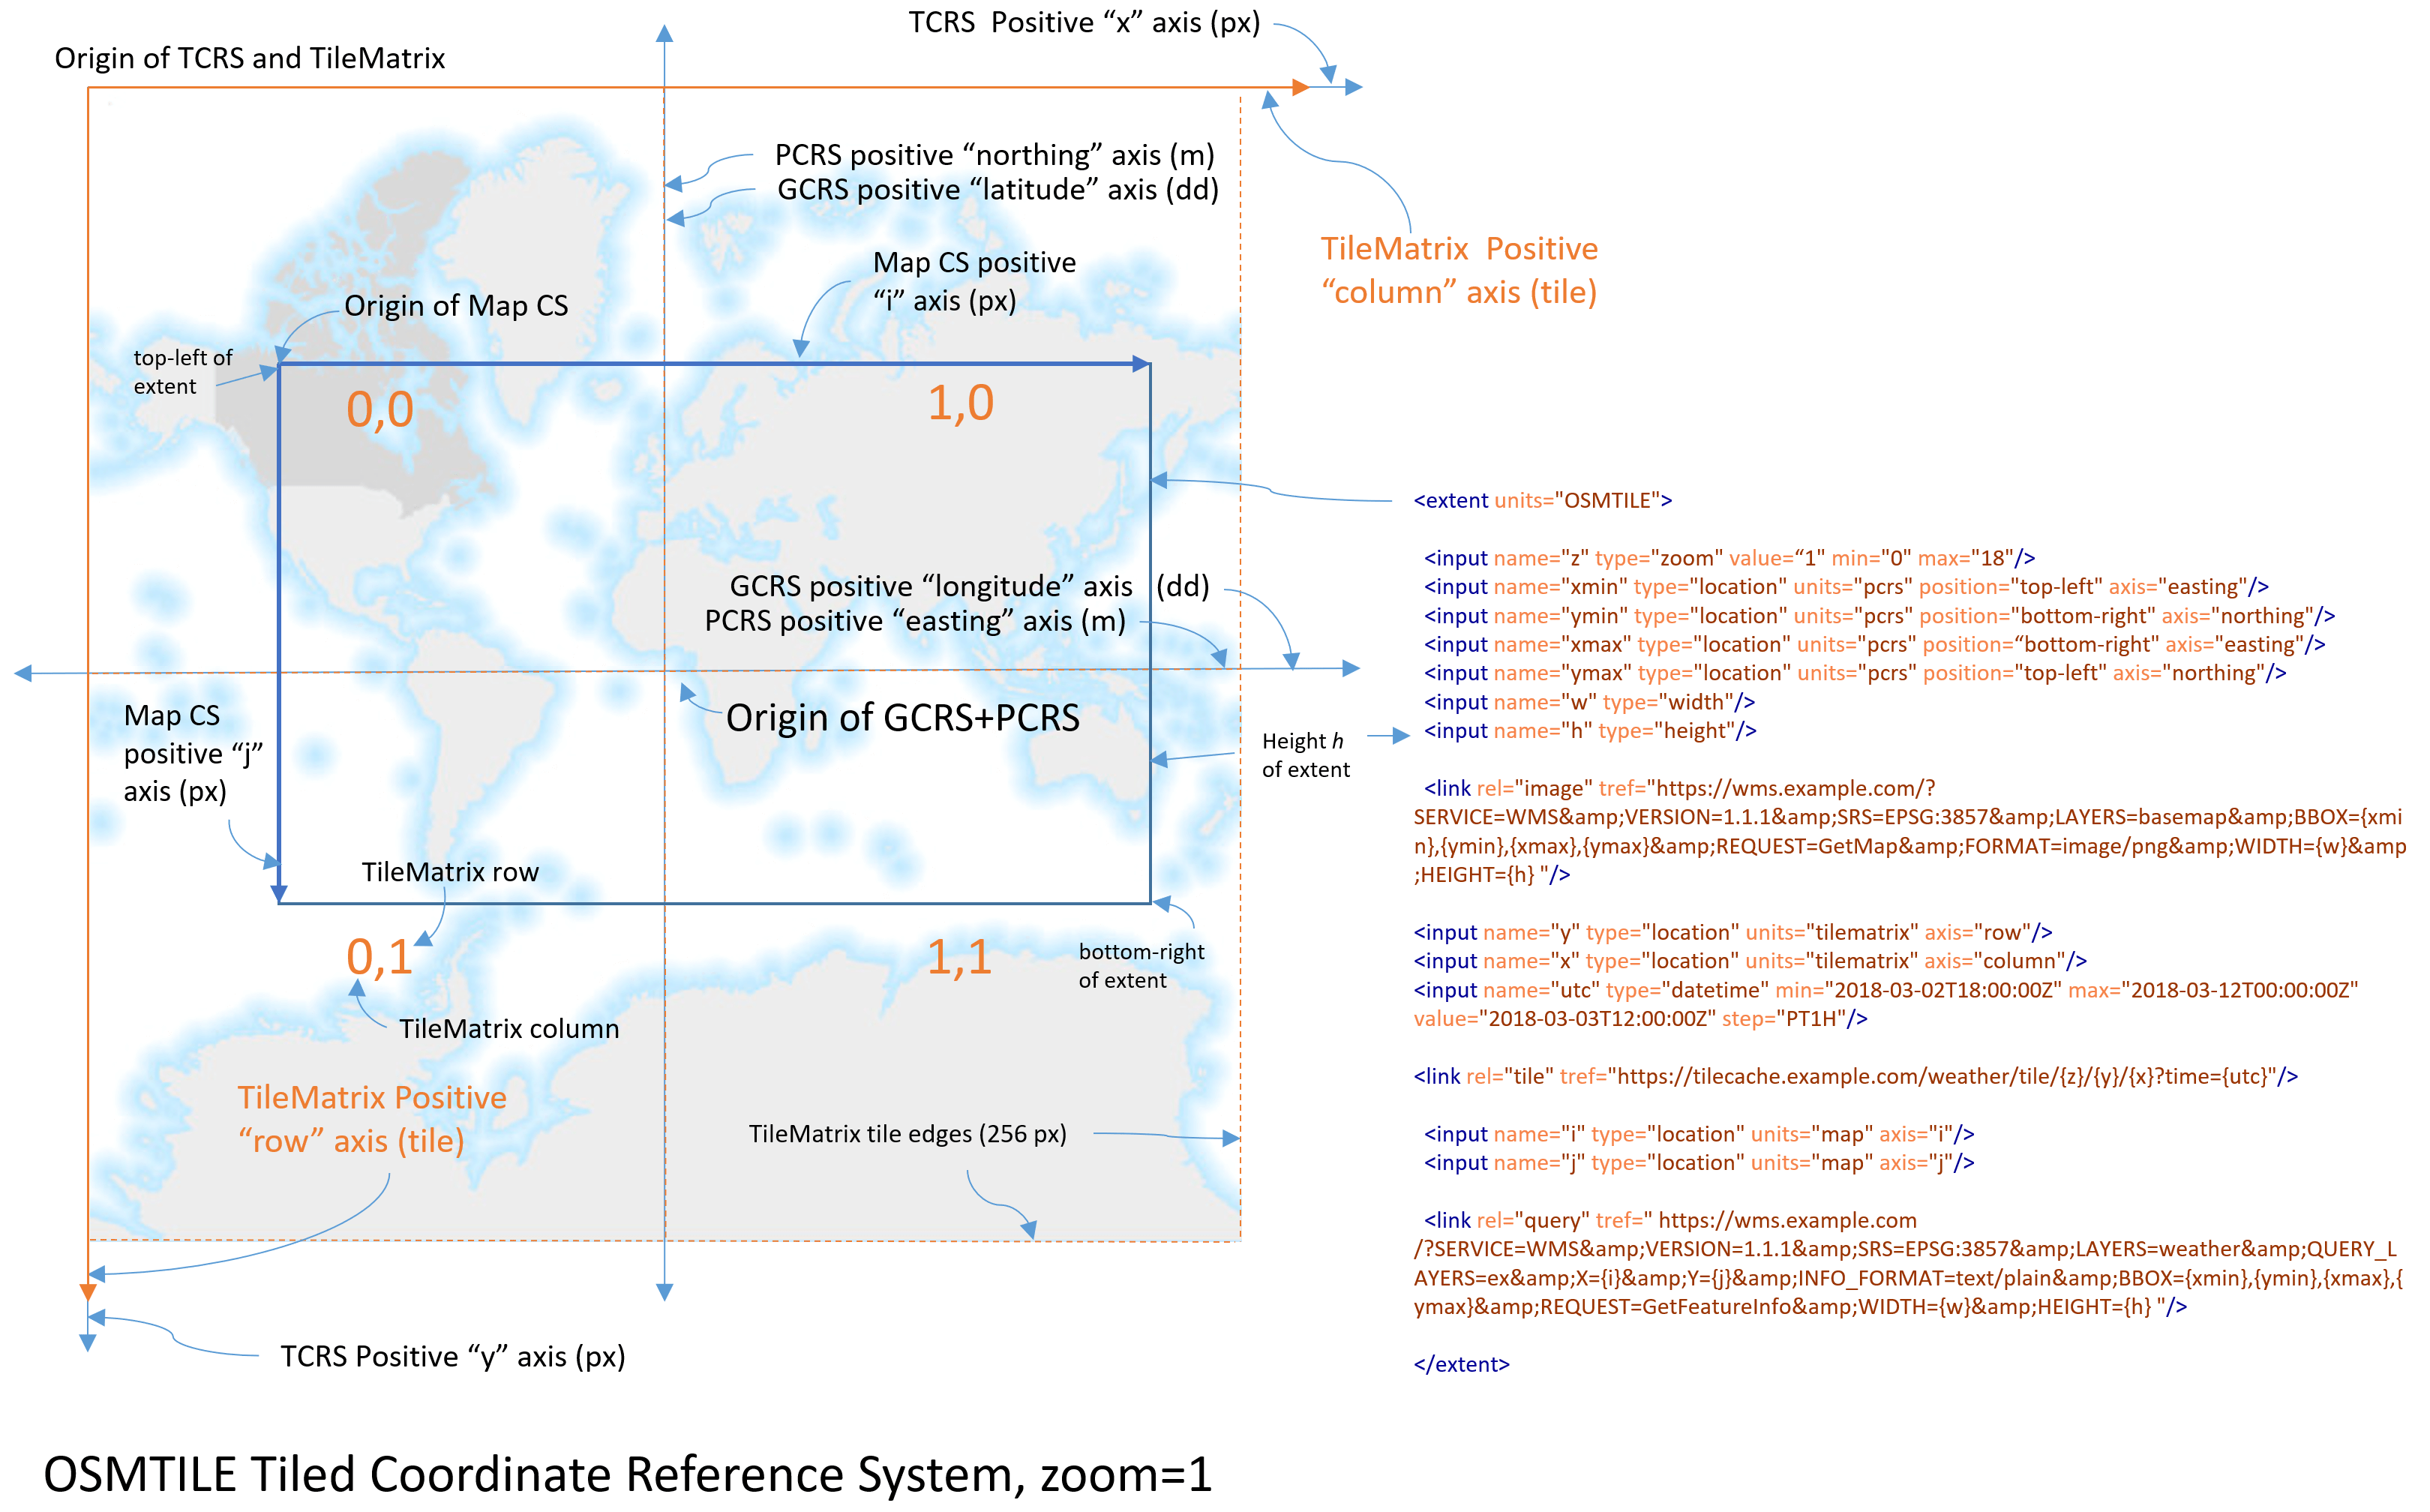 TCRS  Positive “x” axis (px)
Origin of TCRS and TileMatrix
PCRS positive “northing” axis (m)
GCRS positive “latitude” axis (dd)
TileMatrix  Positive
“column” axis (tile)
Map CS positive
“i” axis (px)
Origin of Map CS
top-left of
extent
0,0
1,0
GCRS positive “longitude” axis   (dd)
PCRS positive “easting” axis (m)
Origin of GCRS+PCRS
Map CS
positive “j”
axis (px)
Height h
of extent
TileMatrix row
0,1
1,1
bottom-right
of extent
TileMatrix column
TileMatrix Positive
“row” axis (tile)
TileMatrix tile edges (256 px)
TCRS Positive “y” axis (px)
<extent units="OSMTILE">
<input name="z" type="zoom" value=“1" min="0" max="18"/>
<input name="xmin" type="location" units="pcrs" position="top-left" axis="easting"/>
<input name="ymin" type="location" units="pcrs" position="bottom-right" axis="northing"/>
<input name="xmax" type="location" units="pcrs" position=“bottom-right" axis="easting"/>
<input name="ymax" type="location" units="pcrs" position="top-left" axis="northing"/>
<input name="w" type="width"/>
<input name="h" type="height"/>
<link rel="image" tref="https://wms.example.com/?
SERVICE=WMS&amp;VERSION=1.1.1&amp;SRS=EPSG:3857&amp;LAYERS=basemap&amp;BBOX={xmi
n},{ymin},{xmax},{ymax}&amp;REQUEST=GetMap&amp;FORMAT=image/png&amp;WIDTH={w}&amp
;HEIGHT={h} "/>
<input name="y" type="location" units="tilematrix" axis="row"/>
<input name="x" type="location" units="tilematrix" axis="column"/>
<input name="utc" type="datetime" min="2018-03-02T18:00:00Z" max="2018-03-12T00:00:00Z"
value="2018-03-03T12:00:00Z" step="PT1H"/>
<link rel="tile" tref="https://tilecache.example.com/weather/tile/{z}/{y}/{x}?time={utc}"/>
<input name="i" type="location" units="map" axis="i"/>
<input name="j" type="location" units="map" axis="j"/>
<link rel="query" tref=" https://wms.example.com
/?SERVICE=WMS&amp;VERSION=1.1.1&amp;SRS=EPSG:3857&amp;LAYERS=weather&amp;QUERY_L
AYERS=ex&amp;X={i}&amp;Y={j}&amp;INFO_FORMAT=text/plain&amp;BBOX={xmin},{ymin},{xmax},{
ymax}&amp;REQUEST=GetFeatureInfo&amp;WIDTH={w}&amp;HEIGHT={h} "/>
</extent>
OSMTILE Tiled Coordinate Reference System, zoom=1